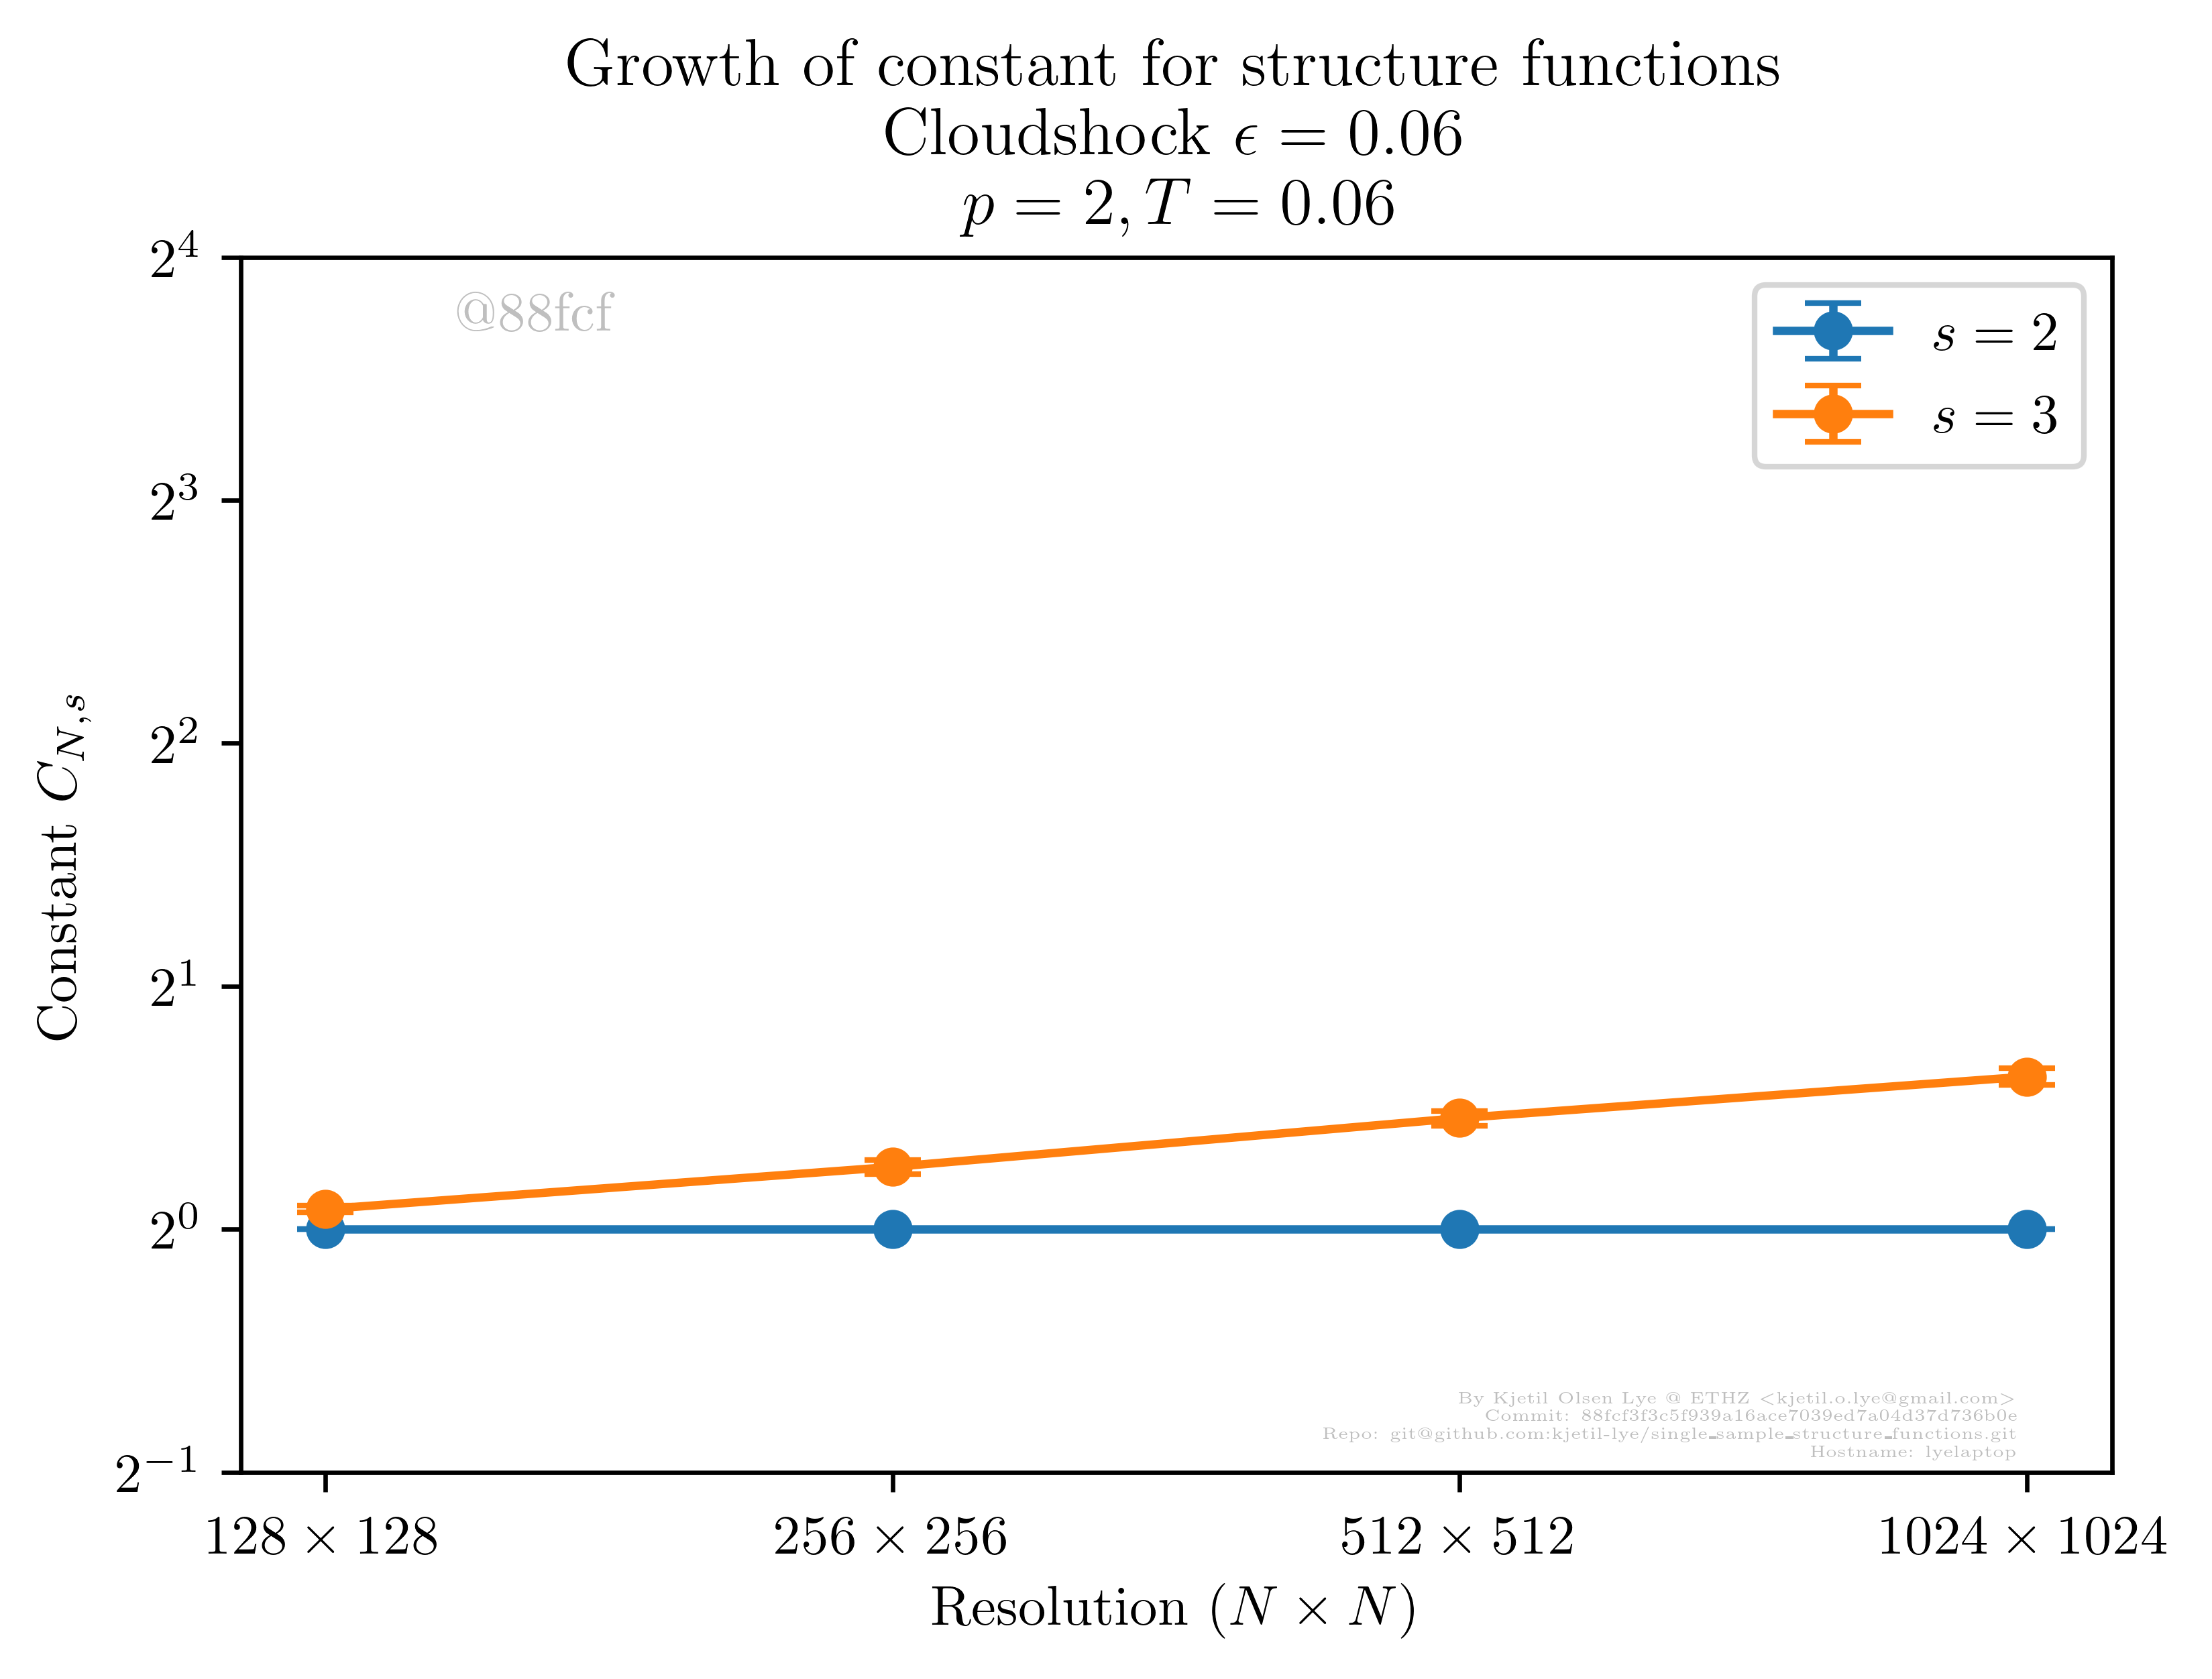 Growth of constant for structure functions
Cloudshock ϵ = 0.06
p = 2, T = 0.06
@88fcf
s = 2
s = 3
2^4
2^3
2^2
2^1
2^0
2^-1
Constant C_{N,s}
By Kjetil Olsen Lye @ ETHZ <kjetil.o.lye@gmail.com>
Commit: 88fcf3f3c5f939a16ace7039ed7a04d37d736b0e
Repo: git@github.com:kjetil-lye/single_sample_structure_functions.git
Hostname: lyelaptop
128 × 128
256 × 256
512 × 512
1024 × 1024
Resolution (N × N)